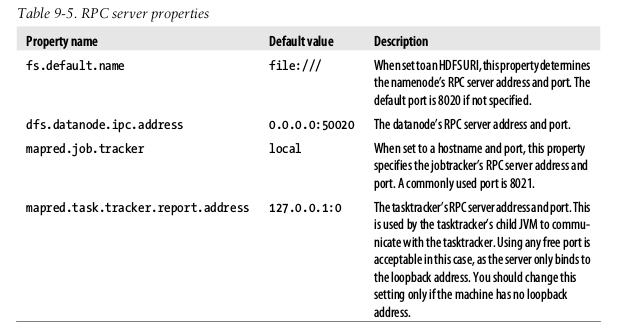 Table 9-5. RPC server properties
Property name Default value Description
fs.default.name file:/// When set to an HDFS URI, this property determines
the namenode's RPC server address and port. The
default port is 8020 if not specified.
dfs.datanode.ipc.address 0.0.0.0:50020 The datanode's RPC server address and port.
mapred.job.tracker local When set to a hostname and port, this property
specifies the jobtracker's RPC server address and
port. A commonly used port is 8021.
mapred.task.tracker.report.address 127.0.0.1:0 The tasktracker's RPC server address and port. This
is used by the tasktracker's child JVM to commu-
nicate with the tasktracker. Using any free port is
acceptable in this case, as the server only binds to
the loopback address. You should change this
setting only if the machine has no loopback
address.